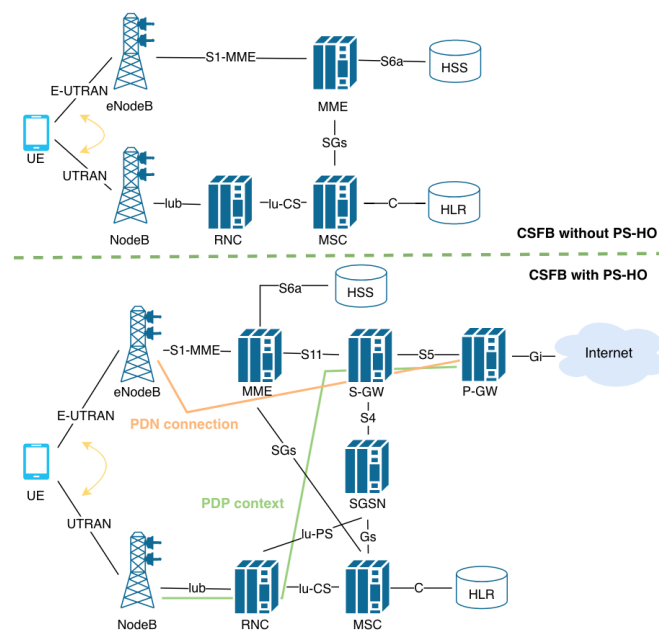 S1-MME
S6a
HSS
E-UTRAN
eNodeB
MME
SGs
UE
UTRAN
lub
lu-CS
C
HLR
NodeB
RNC
MSC
CSFB without PS-HO
CSFB with PS-HO
S6a
HSS
S1-MME
S11
S5
Gi
Internet
eNodeB
MME
S-GW
P-GW
E-UTRAN
PDN connection
S4
SGs
UE
SGSN
PDP context
UTRAN
lu-PS
Gs
lub
lu-CS
C
HLR
NodeB
RNC
MSC